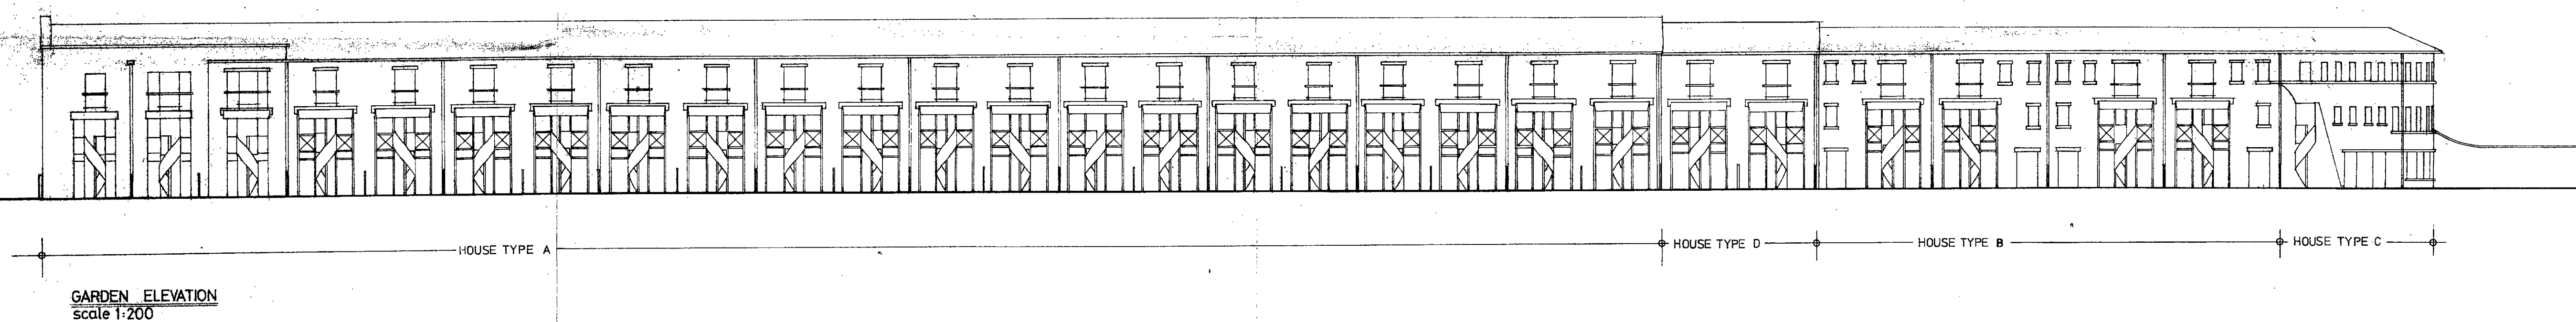 HOUSE TYPE A
HOUSE TYPE D
HOUSE TYPE B
HOUSE TYPE C
GARDEN ELEVATION
scale 1:200